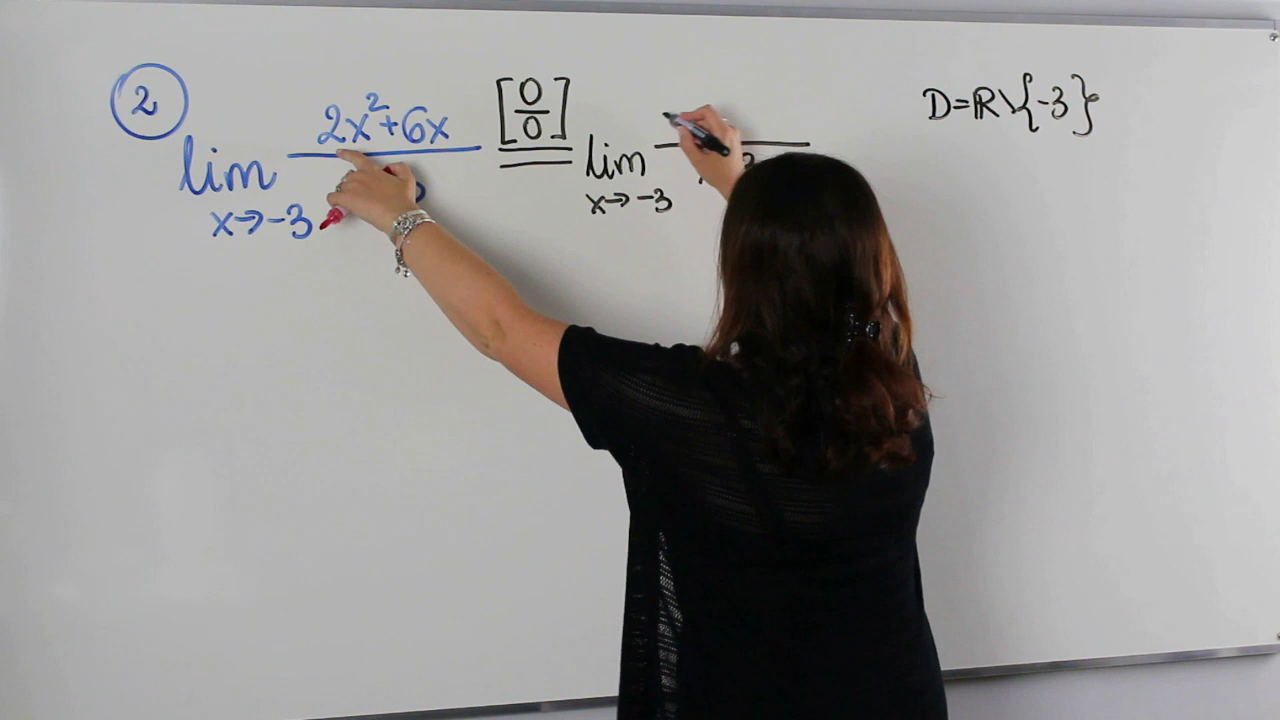 2
2x²+6x
[0/0]
lim
lim
x→-3
x→-3
D=ℝ\{-3}